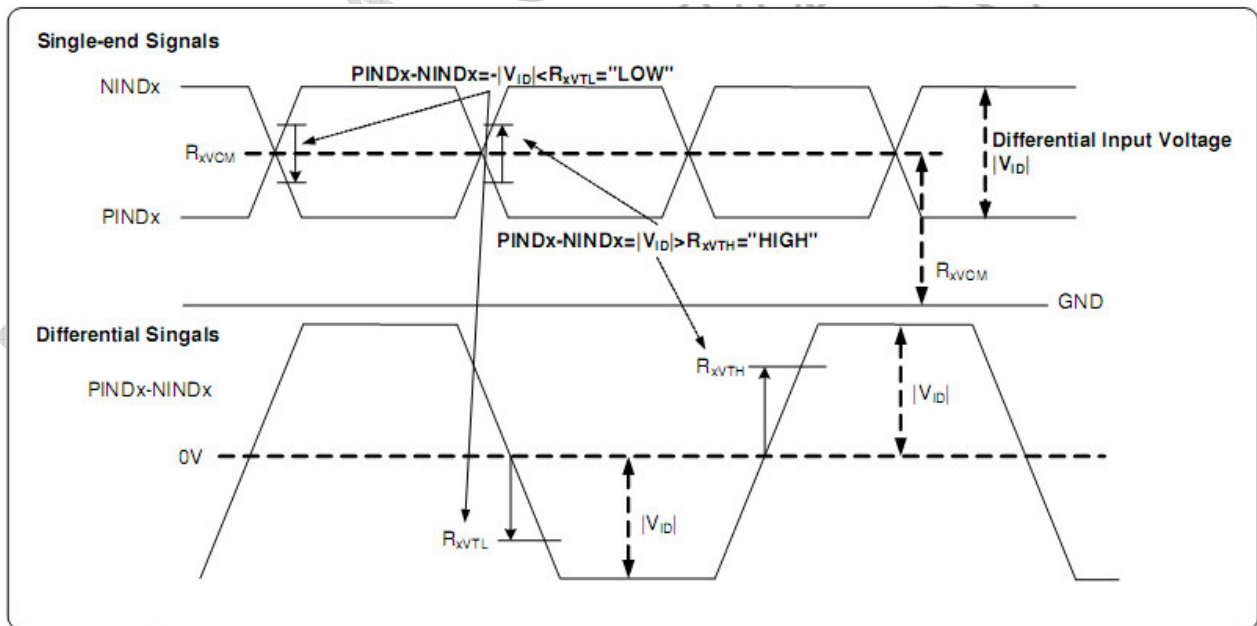 Single-end Signals
PINDx-NINDx=-|VID|<RxVTL="LOW"
NINDx
RxVCM
Differential Input Voltage
|VID|
PINDx
PINDx-NINDx=|VID|>RxVTH="HIGH"
RxVCM
GND
Differential Singals
RxVTH
PINDx-NINDx
|VID|
0V
|VID|
RxVTL